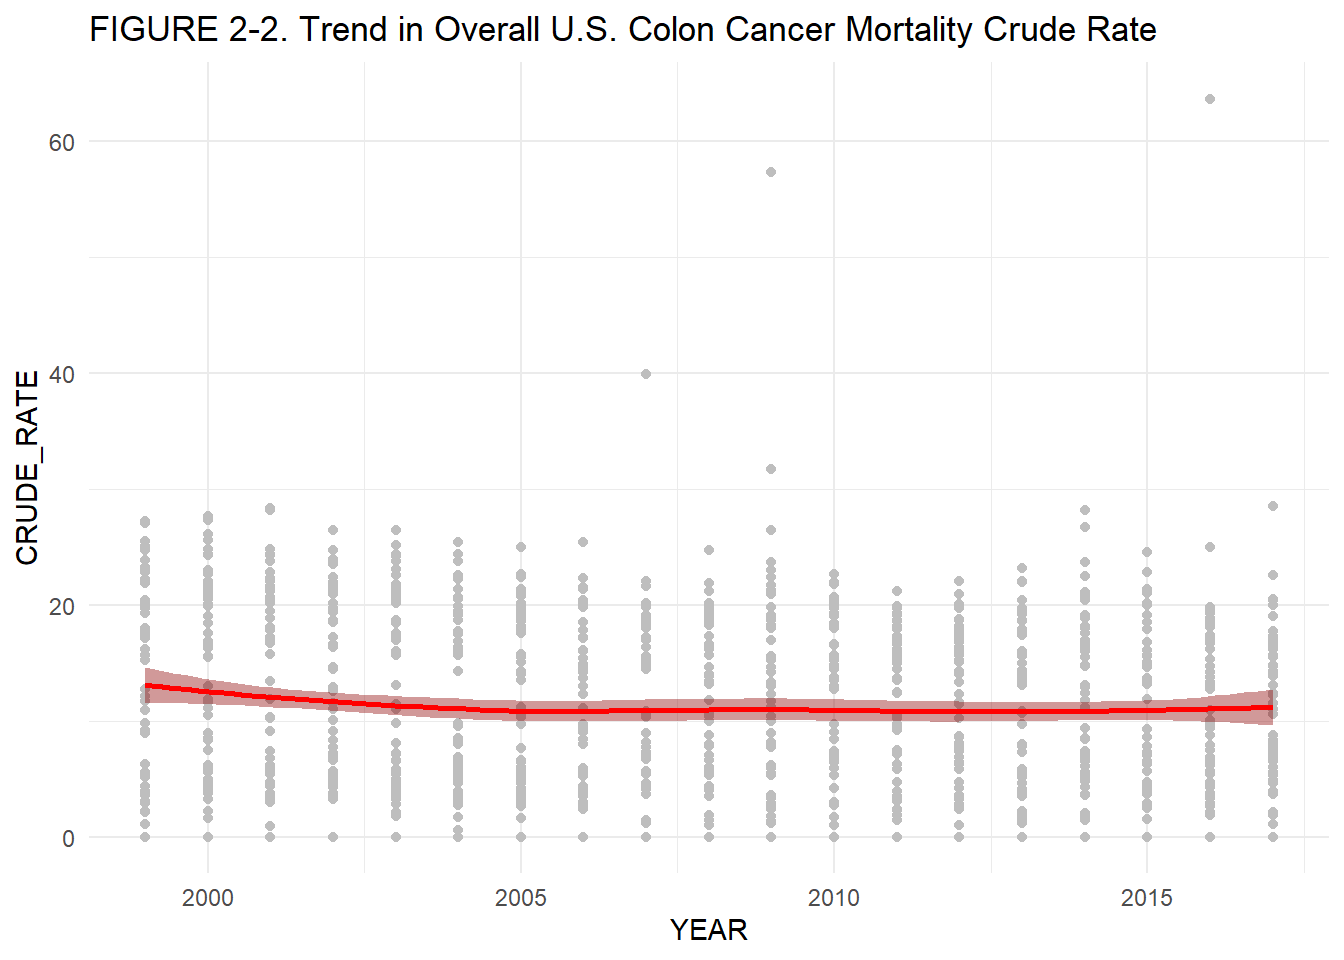 FIGURE 2-2. Trend in Overall U.S. Colon Cancer Mortality Crude Rate
60
40
20
0
CRUDE_RATE
2000 2005 2010 2015
YEAR